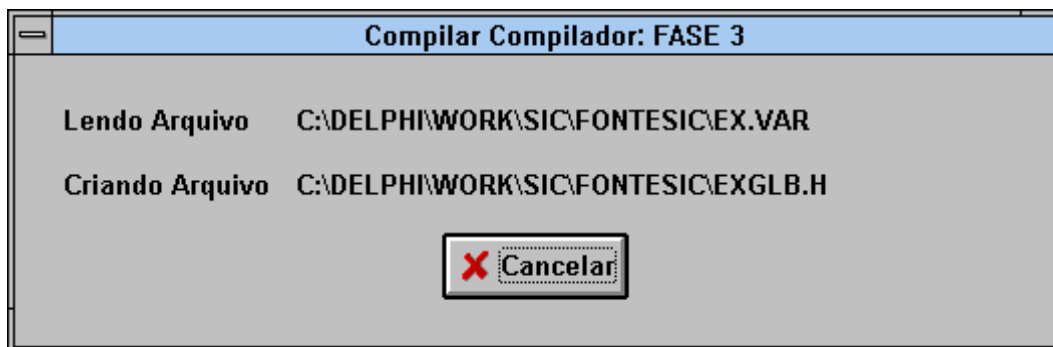 Compilar Compilador: FASE 3
Lendo Arquivo C:\DELPHI\WORK\SIC\FONTESIC\EX.VAR
Criando Arquivo C:\DELPHI\WORK\SIC\FONTESIC\EXGLB.H
Cancelar